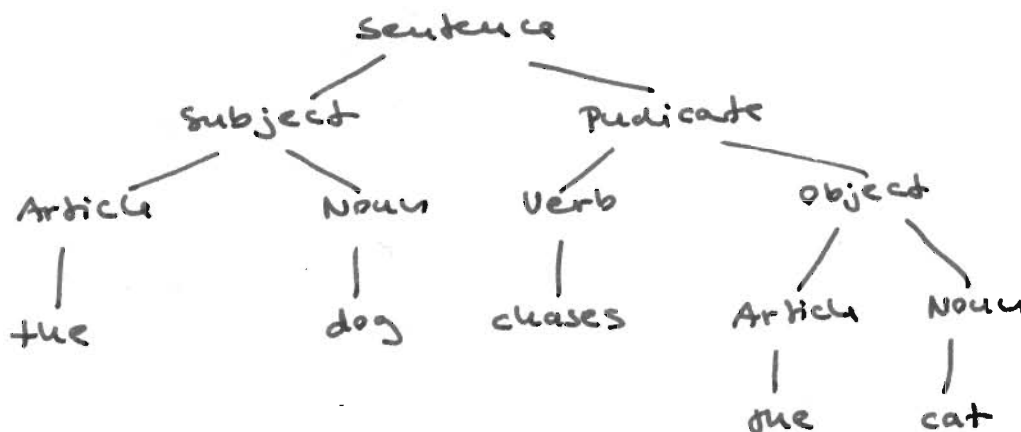 Sentence
Subject Predicate
Article Noun Verb Object
the dog chases Article Noun
the cat